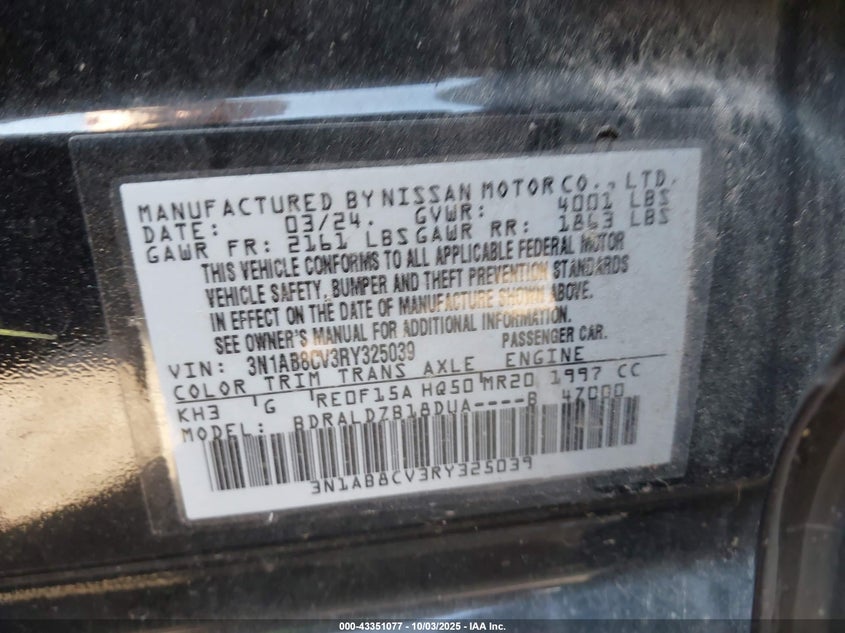 MANUFACTURED BY NISSAN MOTOR CO., LTD.
DATE: 03/24. GVWR: 4001 LBS
GAWR FR: 2161 LBS GAWR RR: 1863 LBS
THIS VEHICLE CONFORMS TO ALL APPLICABLE FEDERAL MOTOR
VEHICLE SAFETY, BUMPER AND THEFT PREVENTION STANDARDS
IN EFFECT ON THE DATE OF MANUFACTURE SHOWN ABOVE.
SEE OWNER'S MANUAL FOR ADDITIONAL INFORMATION.
VIN: 3N1AB8CV3RY325039 PASSENGER CAR.
COLOR TRIM TRANS AXLE ENGINE
KH3 G RE0F15A HQ50 MR20 1997 CC
MODEL: BDRALDZB18DUA----B 47000
3N1AB8CV3RY325039
000-43351077 - 10/03/2025 - IAA Inc.